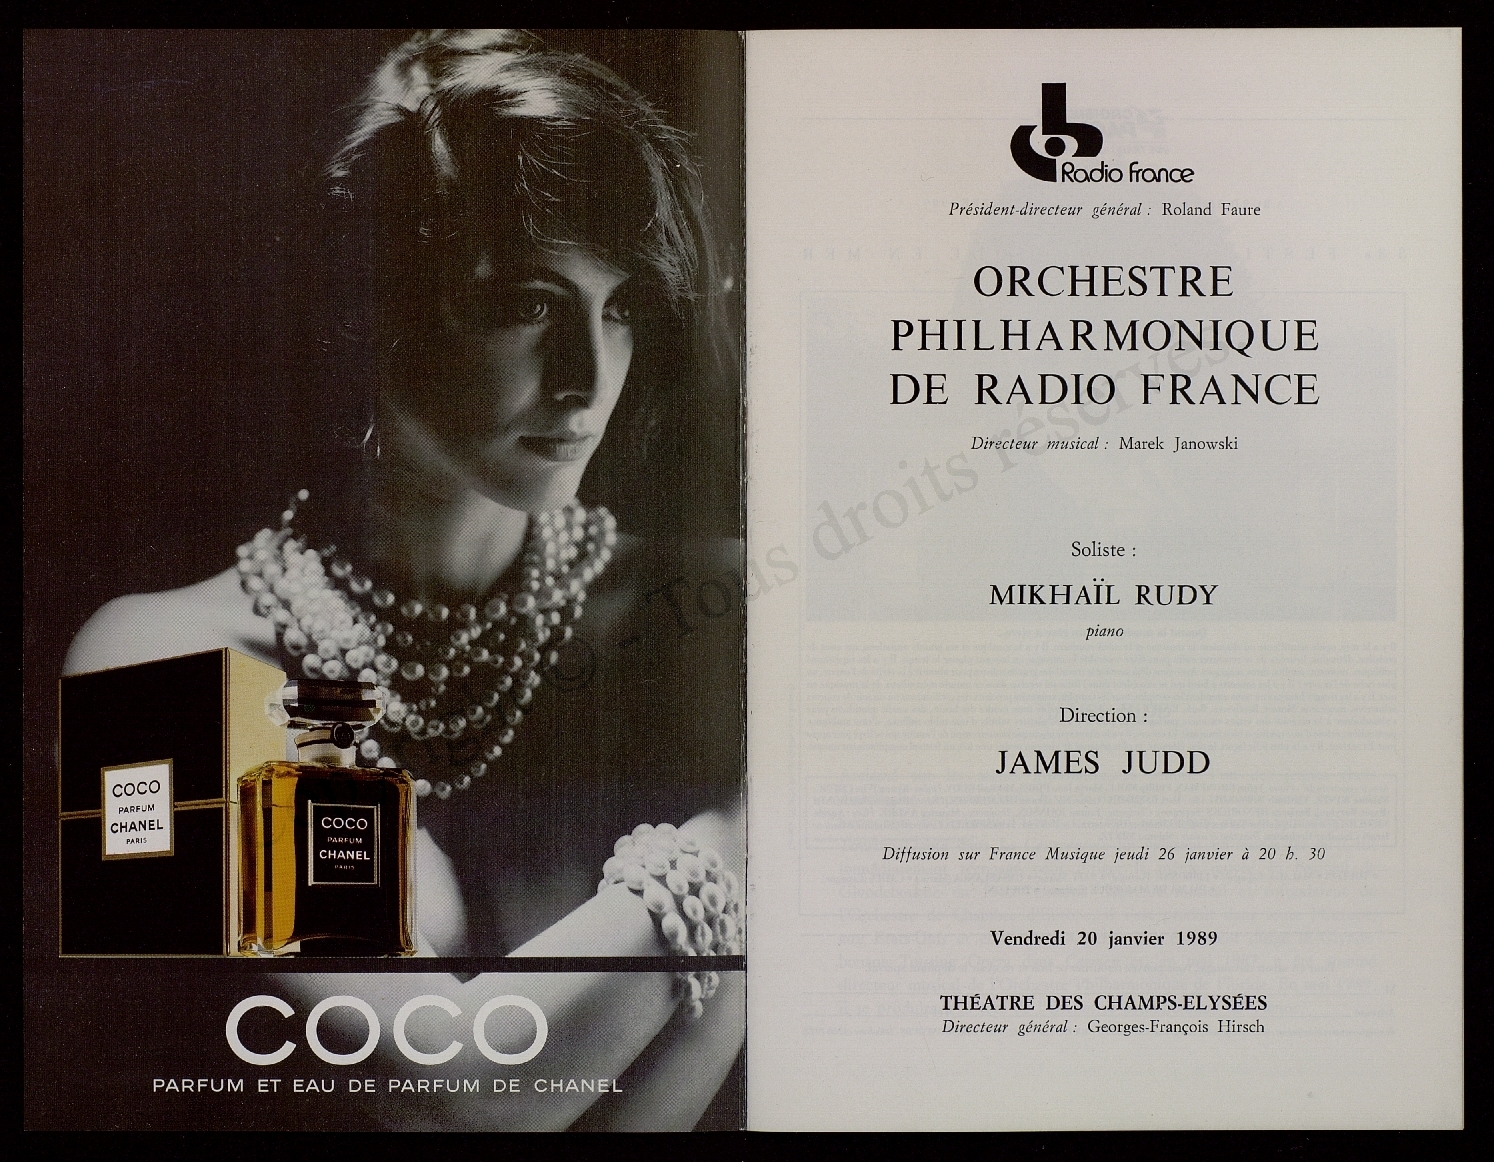 COCO
PARFUM
CHANEL
PARIS
COCO
PARFUM
CHANEL
PARIS
COCO
PARFUM ET EAU DE PARFUM DE CHANEL
Radio France
Président-directeur général : Roland Faure
ORCHESTRE
PHILHARMONIQUE
DE RADIO FRANCE
Directeur musical : Marek Janowski
Soliste :
MIKHAÏL RUDY
piano
Direction :
JAMES JUDD
Diffusion sur France Musique jeudi 26 janvier à 20 h. 30
Vendredi 20 janvier 1989
THÉATRE DES CHAMPS-ELYSÉES
Directeur général : Georges-François Hirsch
© - Tous droits réservés